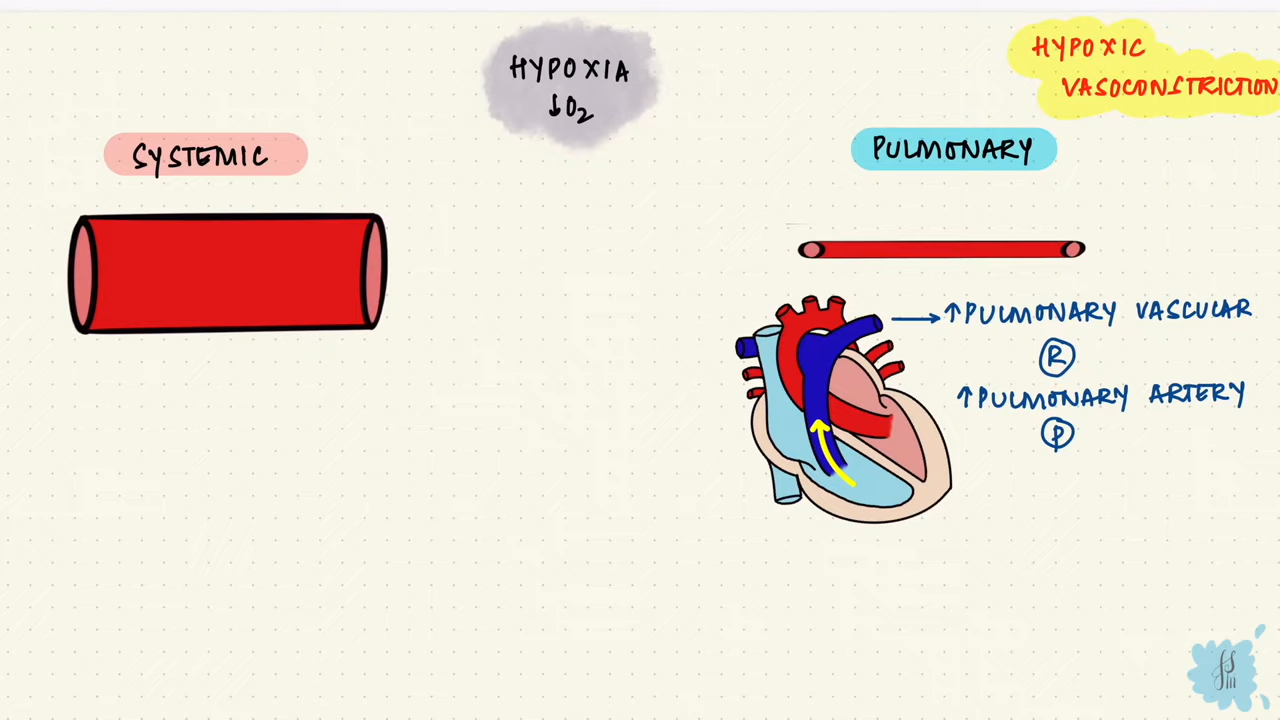 HYPOXIA
↓O2
HYPOXIC
VASOCONSTRICTION
SYSTEMIC
PULMONARY
→ ↑PULMONARY VASCULAR
R
↑PULMONARY ARTERY
P